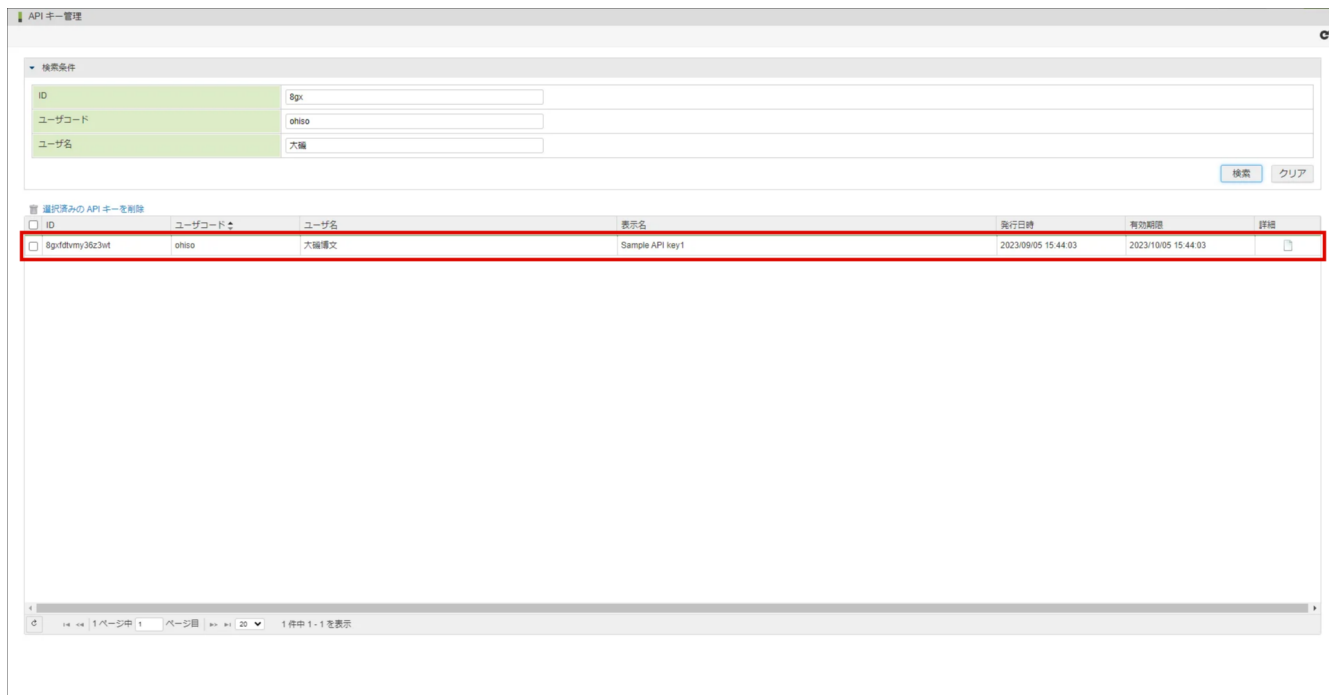 API キー管理
検索条件
ID 8gx
ユーザコード ohiso
ユーザ名 大磯
検索 クリア
選択済みの API キーを削除
ID ユーザコード ユーザ名 表示名 発行日時 有効期限 詳細
8gxfdtvmy36z3wt ohiso 大磯博文 Sample API key1 2023/09/05 15:44:03 2023/10/05 15:44:03
1 ページ中 1 ページ目 20 1 件中 1 - 1 を表示